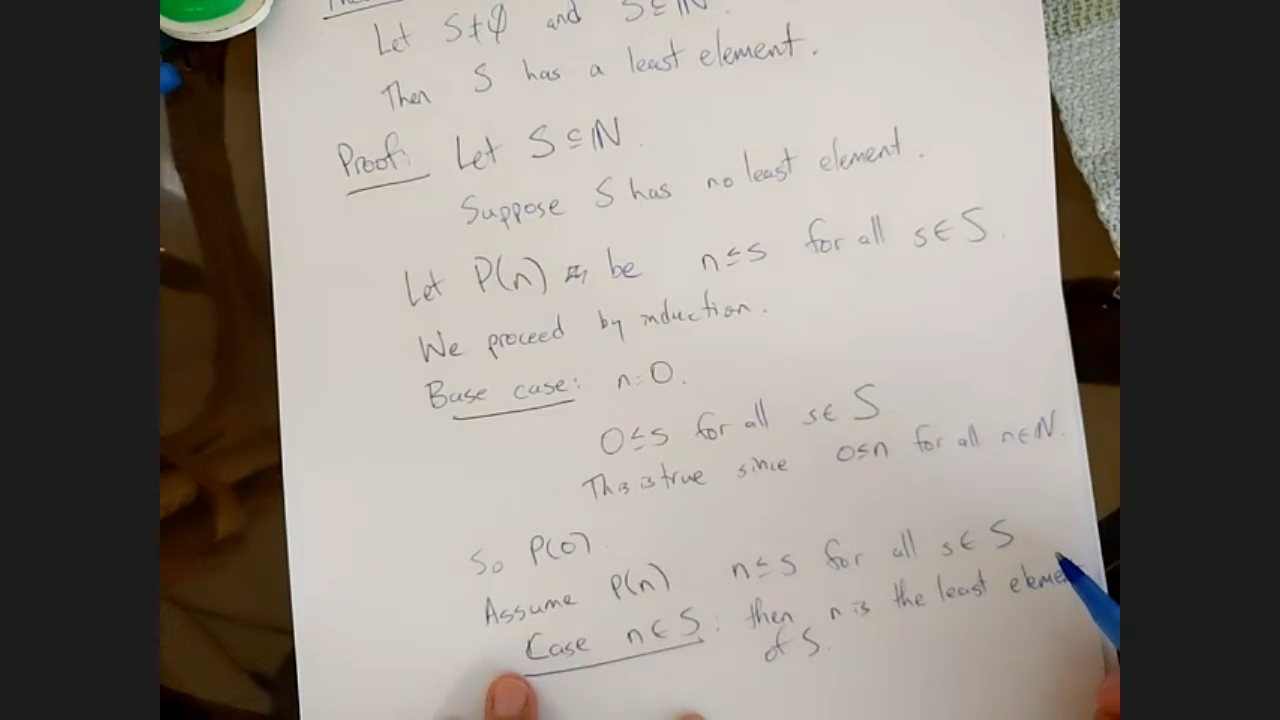 Let S≠∅ and S⊆ℕ.
Then S has a least element.
Proof: Let S⊆ℕ.
Suppose S has no least element.
Let P(n) be n≤s for all s∈S.
We proceed by induction.
Base case: n=0.
0≤s for all s∈S
This is true since 0≤n for all n∈ℕ.
So P(0)
Assume P(n) n≤s for all s∈S
Case n∈S: then n is the least element
of S.